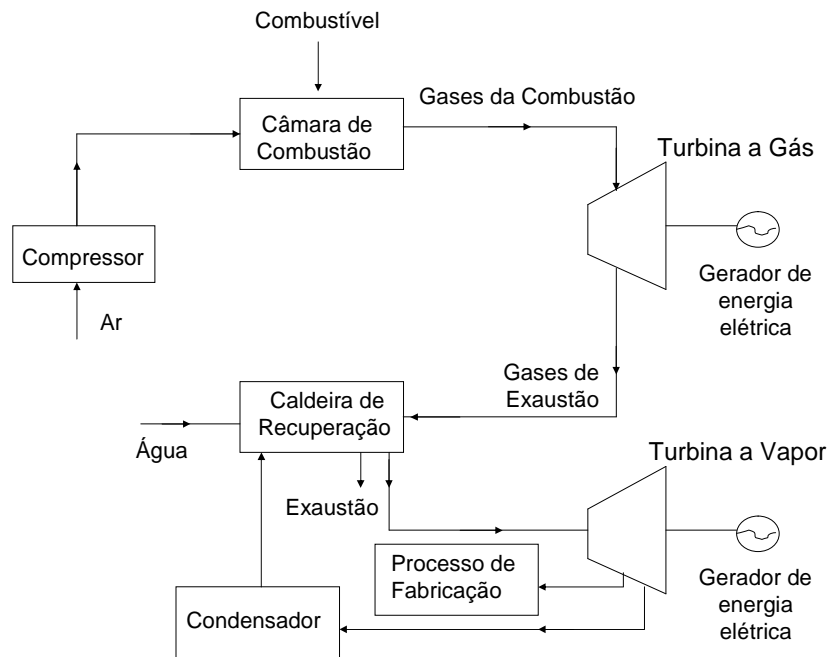 Combustível
Gases da Combustão
Câmara de
Combustão
Turbina a Gás
Compressor
Gerador de
energia
elétrica
Ar
Gases de
Exaustão
Caldeira de
Recuperação
Água
Turbina a Vapor
Exaustão
Processo de
Fabricação
Gerador de
energia
elétrica
Condensador